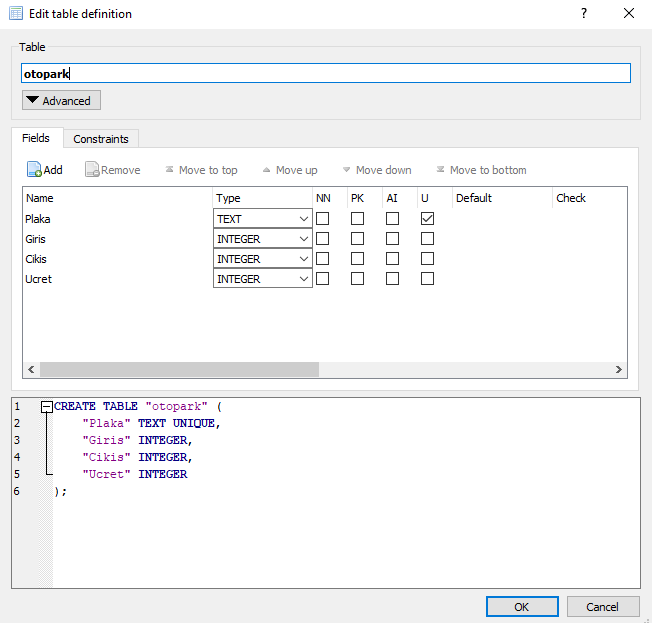 Edit table definition ? ×
Table
otopark
Advanced
Fields Constraints
Add Remove Move to top Move up Move down Move to bottom
Name Type NN PK AI U Default Check
Plaka TEXT
Giris INTEGER
Cikis INTEGER
Ucret INTEGER
1 CREATE TABLE "otopark" (
2 "Plaka" TEXT UNIQUE,
3 "Giris" INTEGER,
4 "Cikis" INTEGER,
5 "Ucret" INTEGER
6 );
OK Cancel